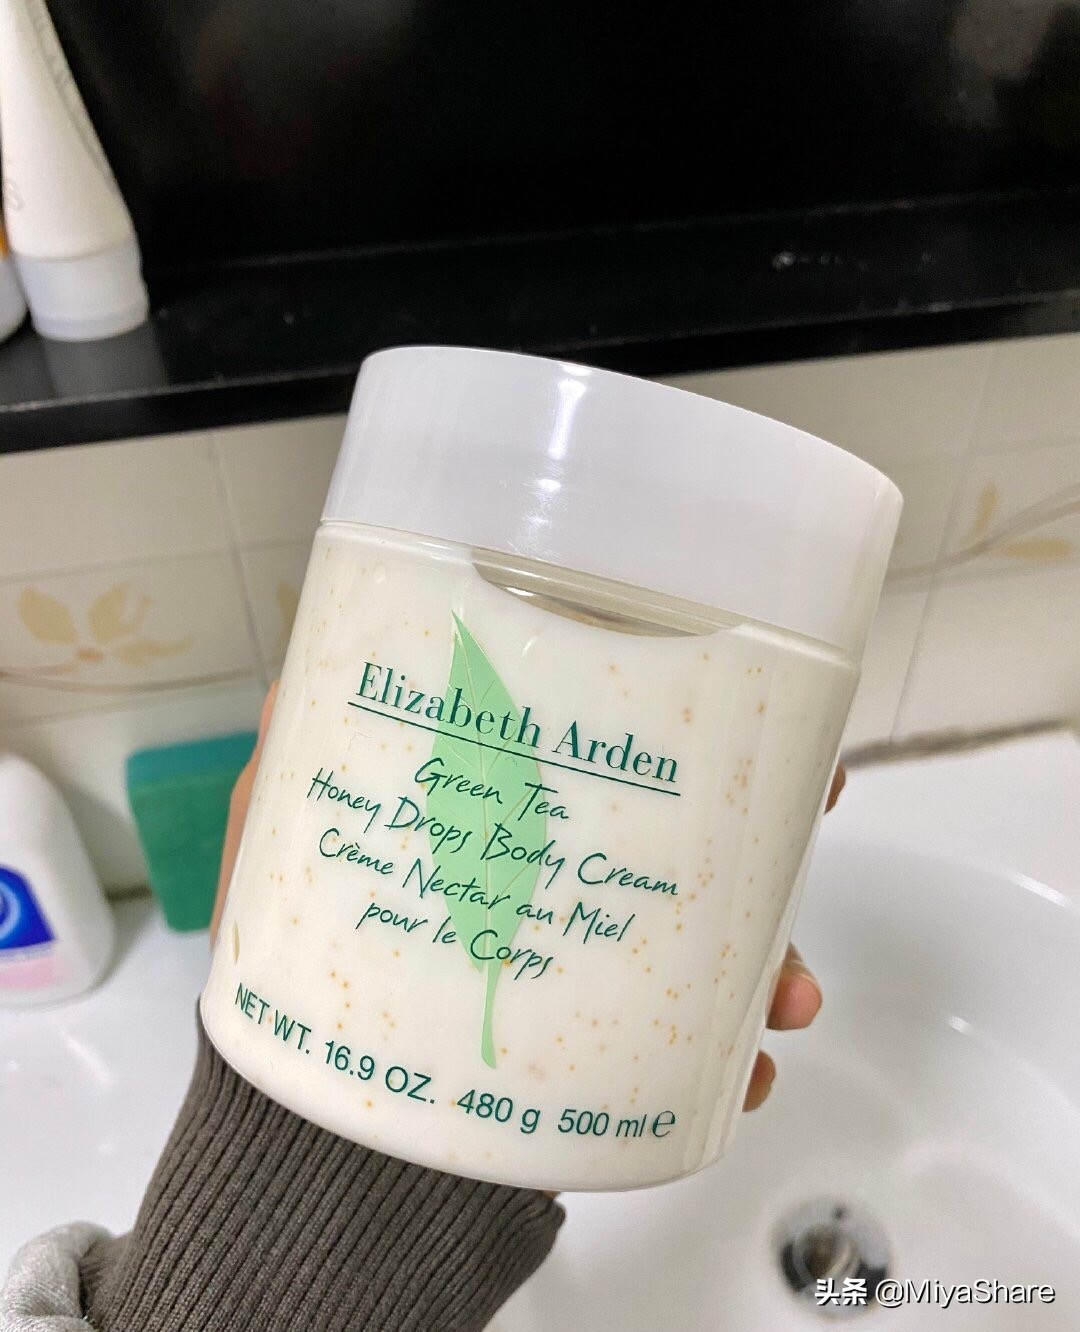 Elizabeth Arden
Green Tea
Honey Drops Body Cream
Crème Nectar au Miel
pour le Corps
NET WT. 16.9 OZ. 480 g 500 ml ℮
头条 @MiyaShare